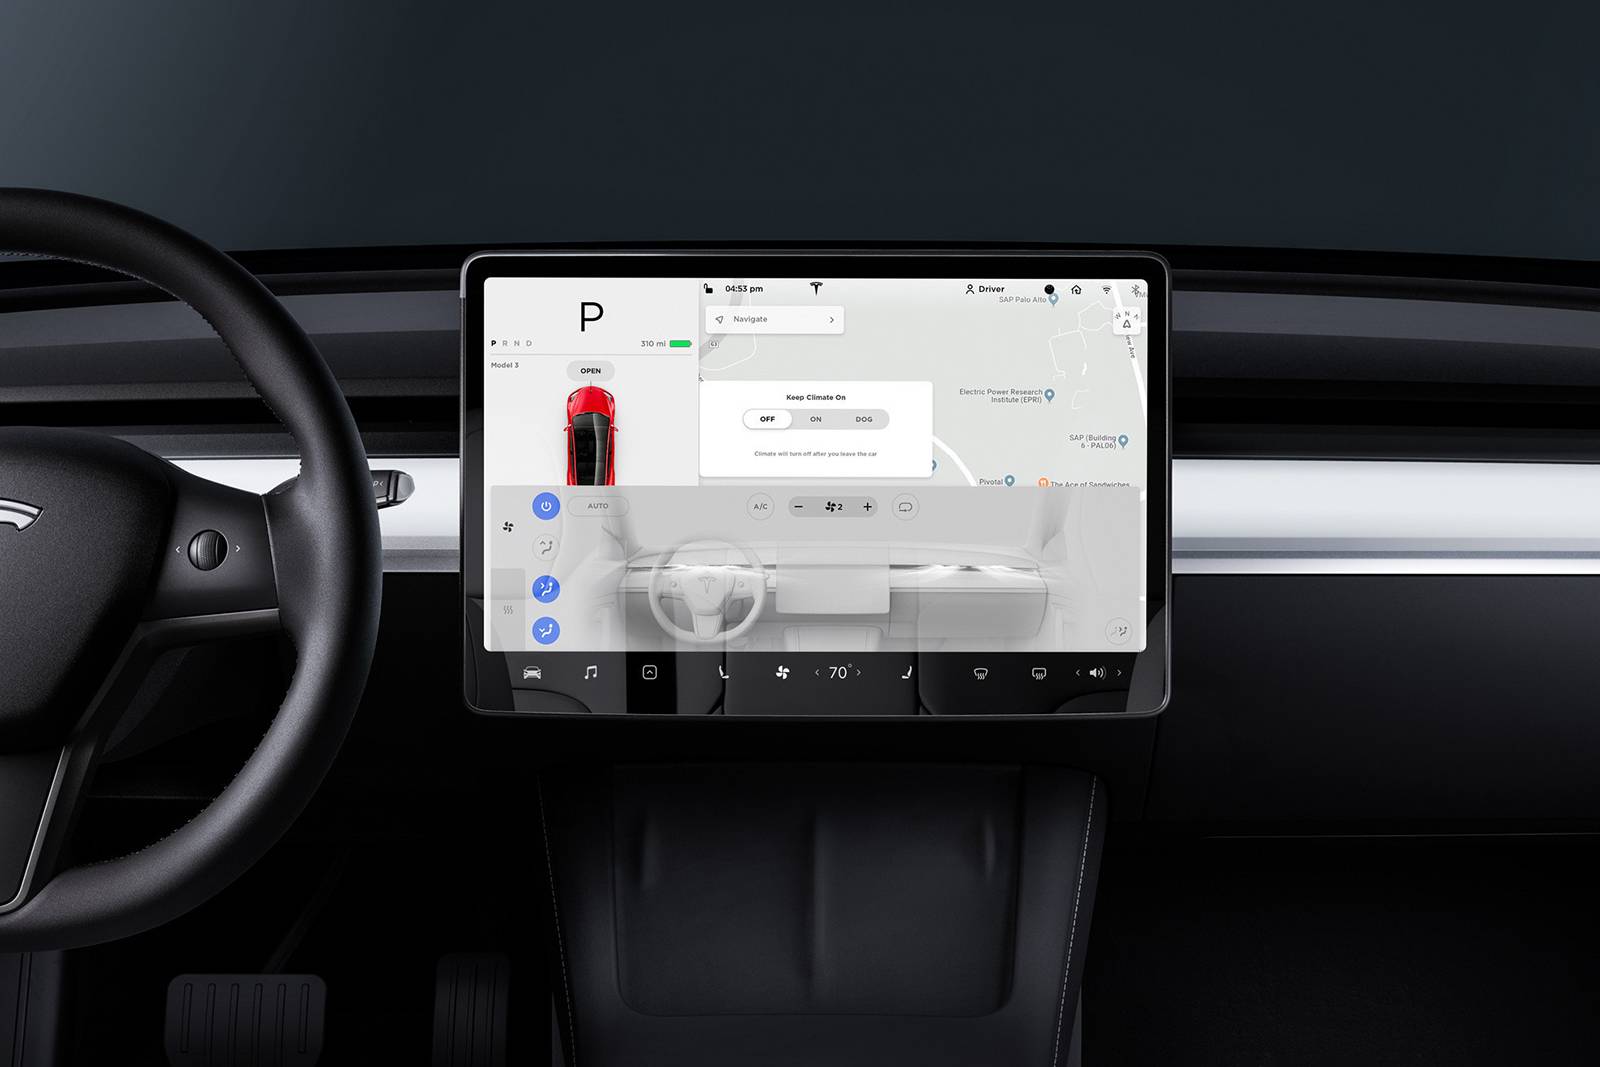 P
P R N D
310 mi
Model 3
OPEN
04:53 pm
Driver
Navigate
SAP Palo Alto
G3
N
Electric Power Research
Institute (EPRI)
Keep Climate On
OFF ON DOG
Climate will turn off after you leave the car
SAP (Building
6 - PAL06)
Pivotal
The Ace of Sandwiches
AUTO
A/C
− 2 +
70°
P